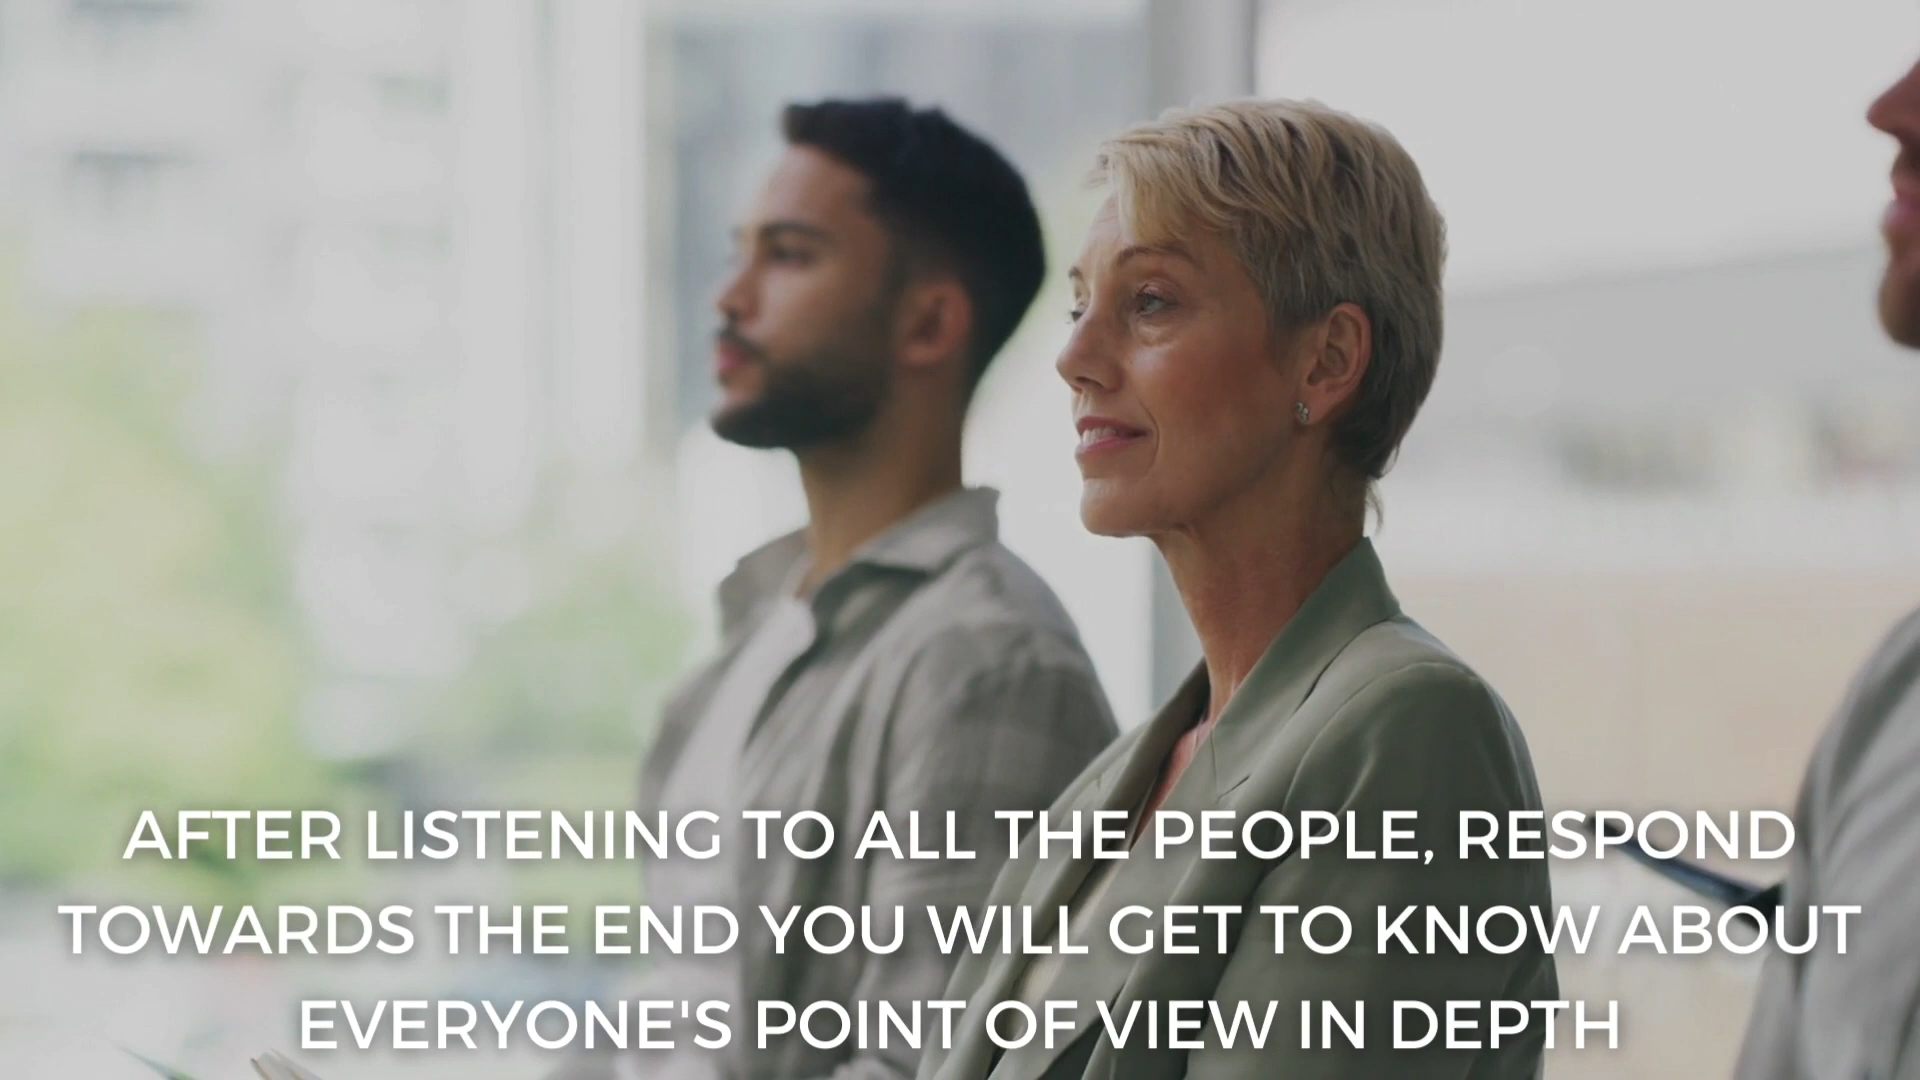 AFTER LISTENING TO ALL THE PEOPLE, RESPOND
TOWARDS THE END YOU WILL GET TO KNOW ABOUT
EVERYONE'S POINT OF VIEW IN DEPTH